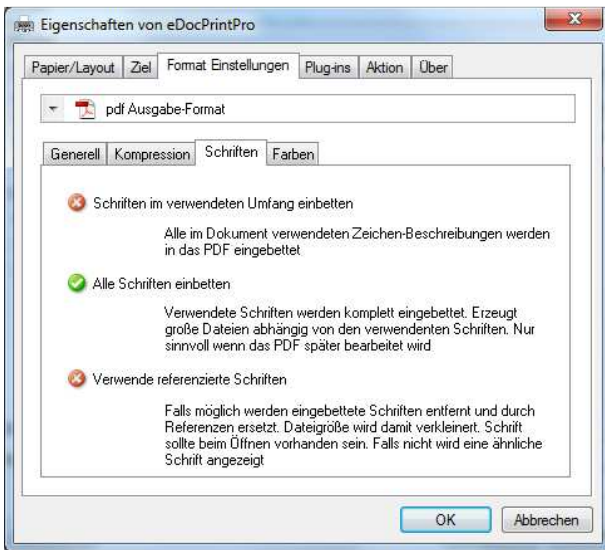 Eigenschaften von eDocPrintPro
Papier/Layout Ziel Format Einstellungen Plug-ins Aktion Über
pdf Ausgabe-Format
Generell Kompression Schriften Farben
Schriften im verwendeten Umfang einbetten
Alle im Dokument verwendeten Zeichen-Beschreibungen werden
in das PDF eingebettet
Alle Schriften einbetten
Verwendete Schriften werden komplett eingebettet. Erzeugt
große Dateien abhängig von den verwendenten Schriften. Nur
sinnvoll wenn das PDF später bearbeitet wird
Verwende referenzierte Schriften
Falls möglich werden eingebettete Schriften entfernt und durch
Referenzen ersetzt. Dateigröße wird damit verkleinert. Schrift
sollte beim Öffnen vorhanden sein. Falls nicht wird eine ähnliche
Schrift angezeigt
OK Abbrechen